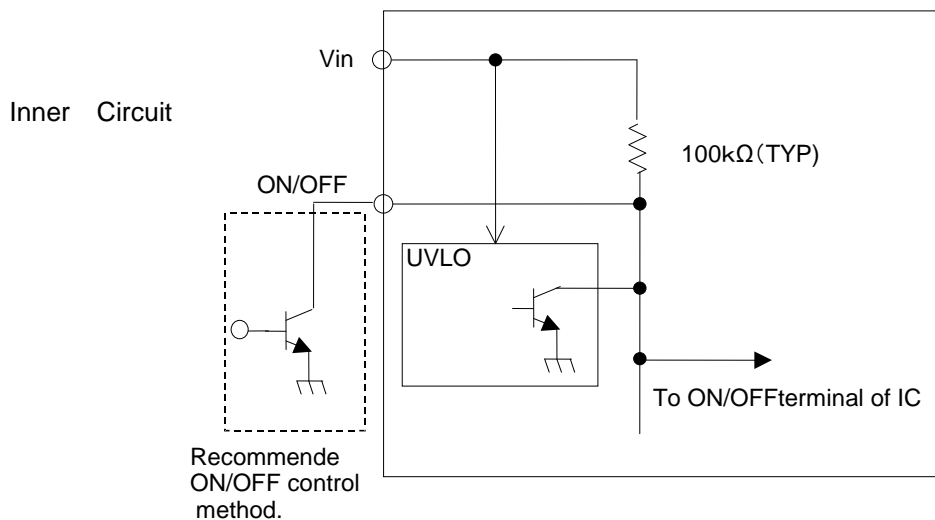 Vin
Inner Circuit
100kΩ(TYP)
ON/OFF
UVLO
To ON/OFFterminal of IC
Recommende
ON/OFF control
method.